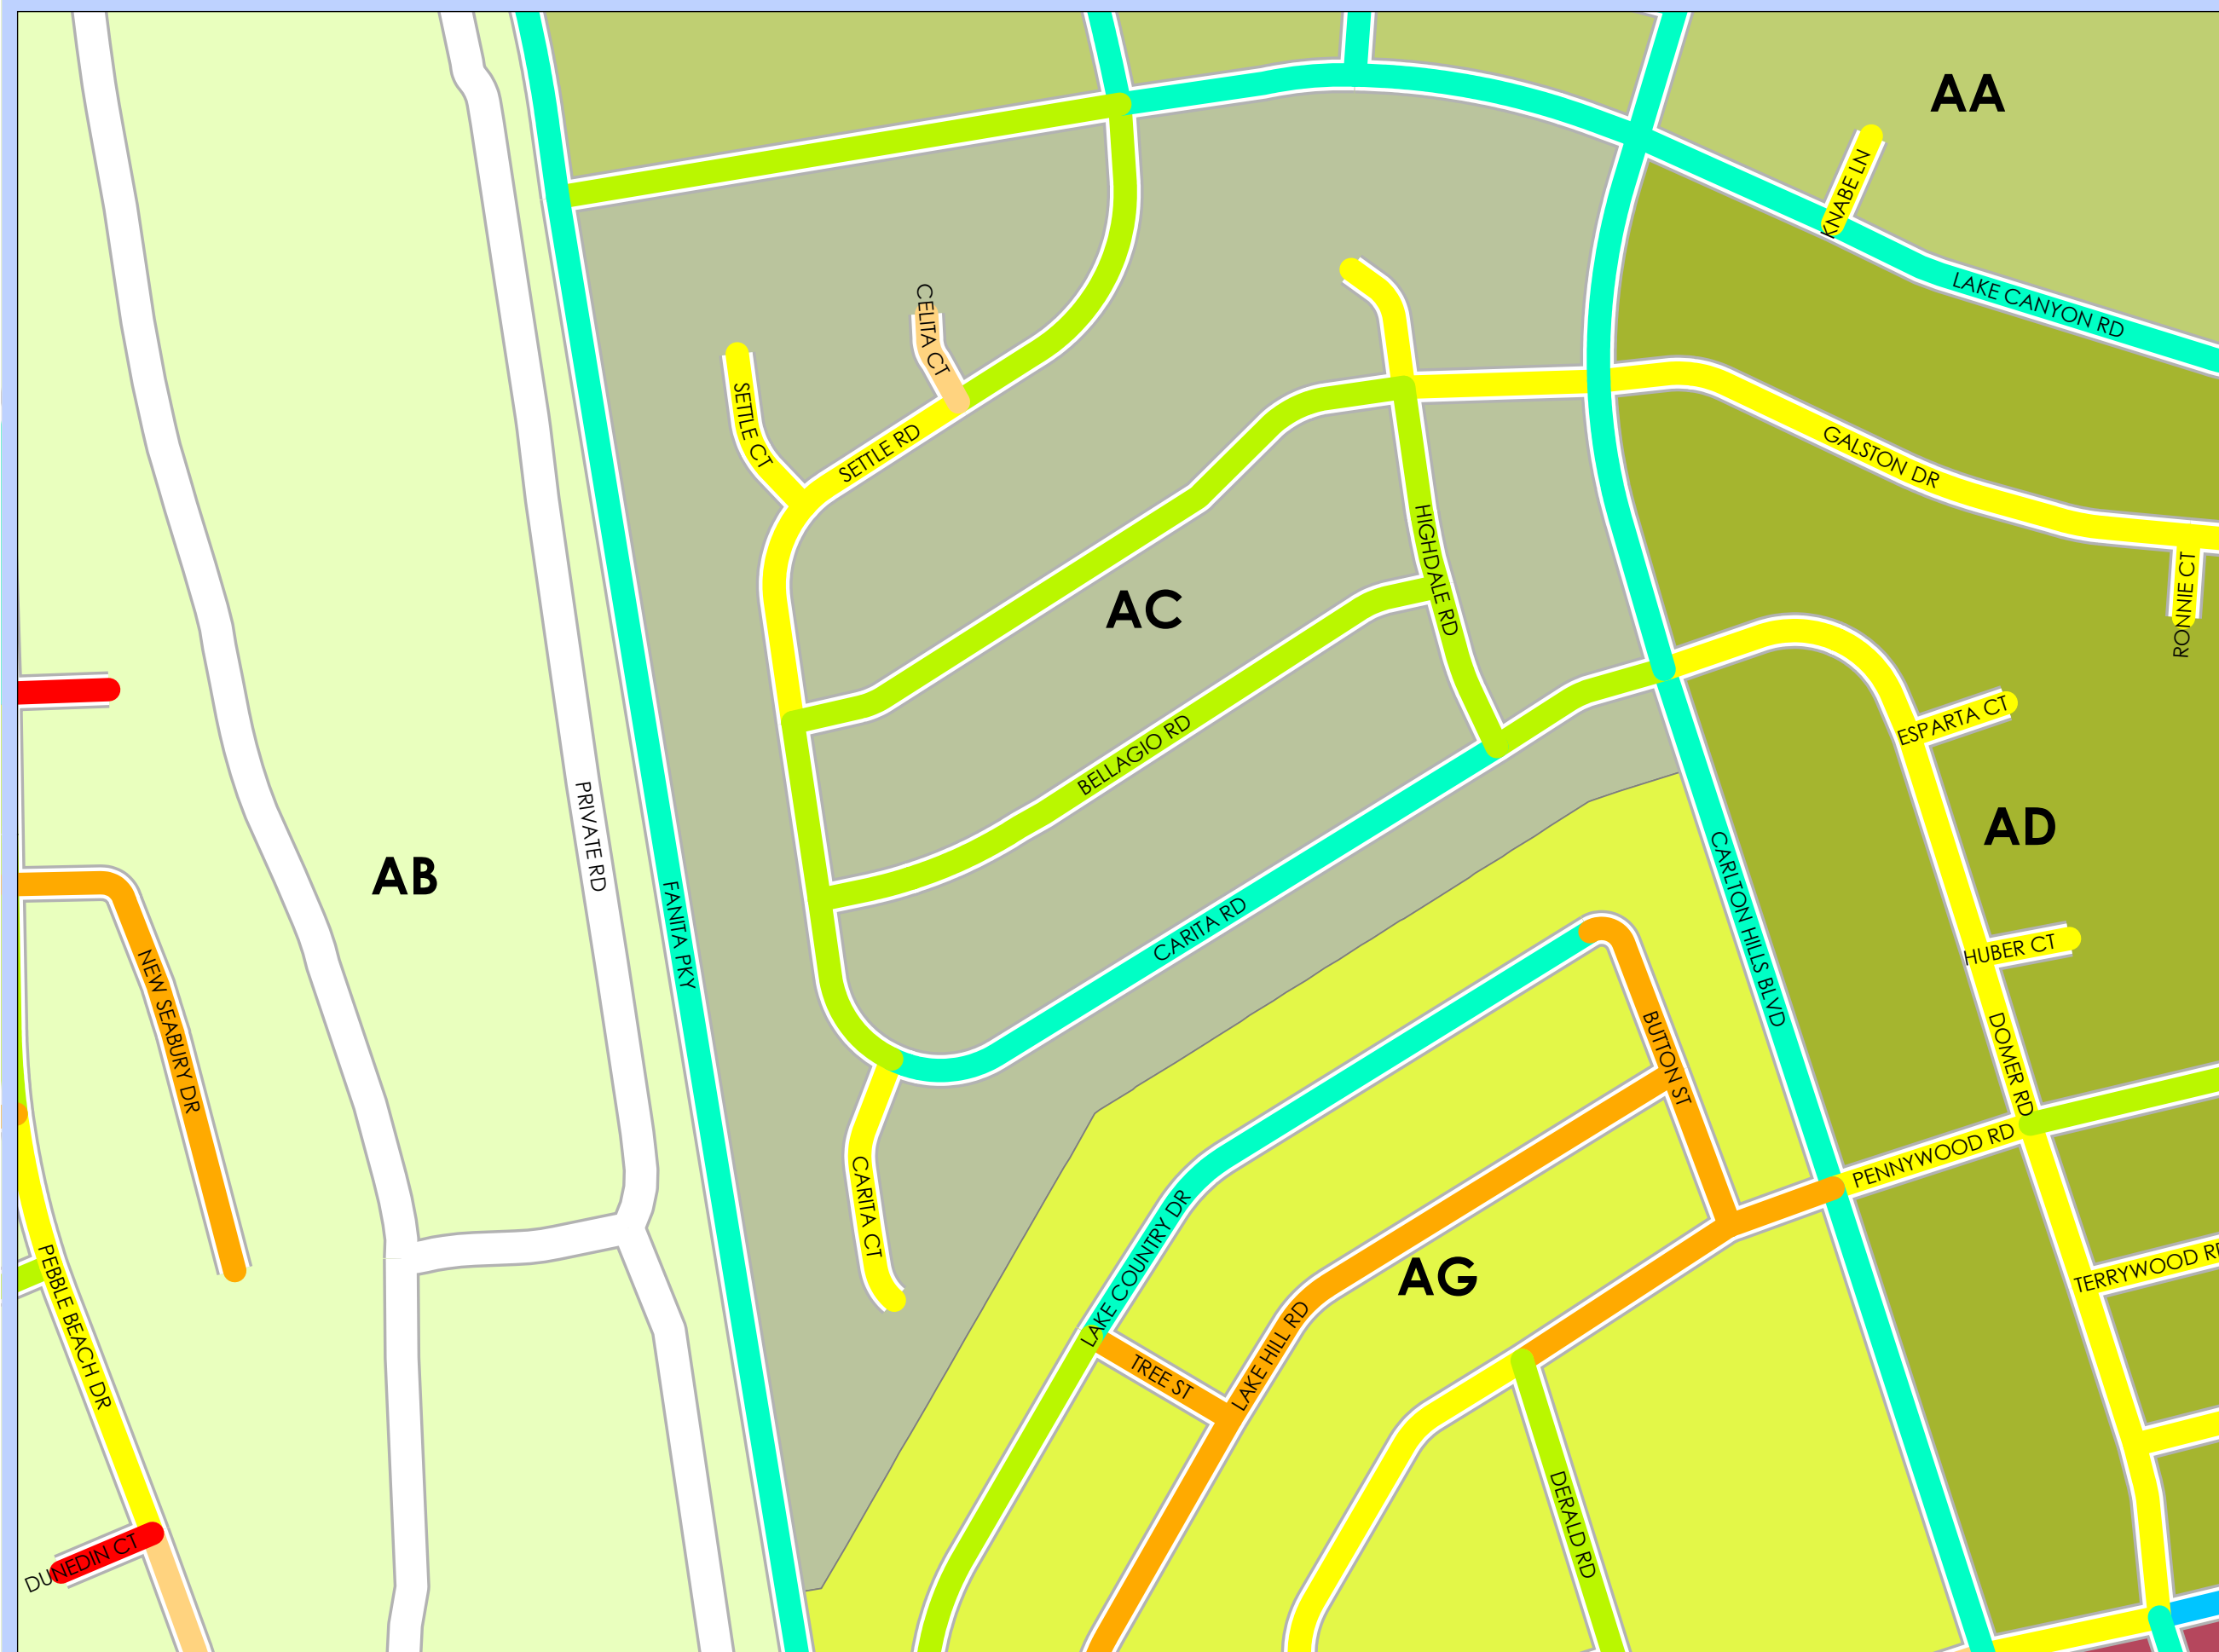 AA
KNABE LN
LAKE CANYON RD
CELITA CT
SETTLE CT
SETTLE RD
GALSTON DR
HIGHDALE RD
RONNIE CT
AC
ESPARTA CT
BELLAGIO RD
PRIVATE RD
AB
FANITA PKY
CARITA RD
CARLTON HILLS BLVD
AD
HUBER CT
NEW SEABURY DR
BUTTON ST
DOMER RD
PENNYWOOD RD
CARITA CT
LAKE COUNTRY DR
AG
TERRYWOOD RD
PEBBLE BEACH DR
TREE ST
LAKE HILL RD
DERALD RD
DUNEDIN CT